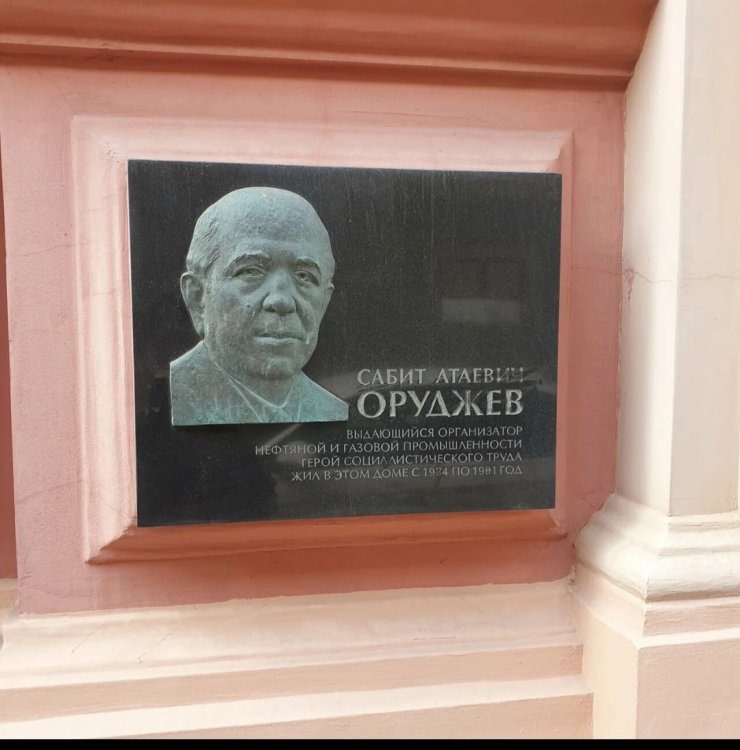 САБИТ АТАЕВИЧ
ОРУДЖЕВ
ВЫДАЮЩИЙСЯ ОРГАНИЗАТОР
НЕФТЯНОЙ И ГАЗОВОЙ ПРОМЫШЛЕННОСТИ
ГЕРОЙ СОЦИАЛИСТИЧЕСКОГО ТРУДА
ЖИЛ В ЭТОМ ДОМЕ С 1974 ПО 1981 ГОД